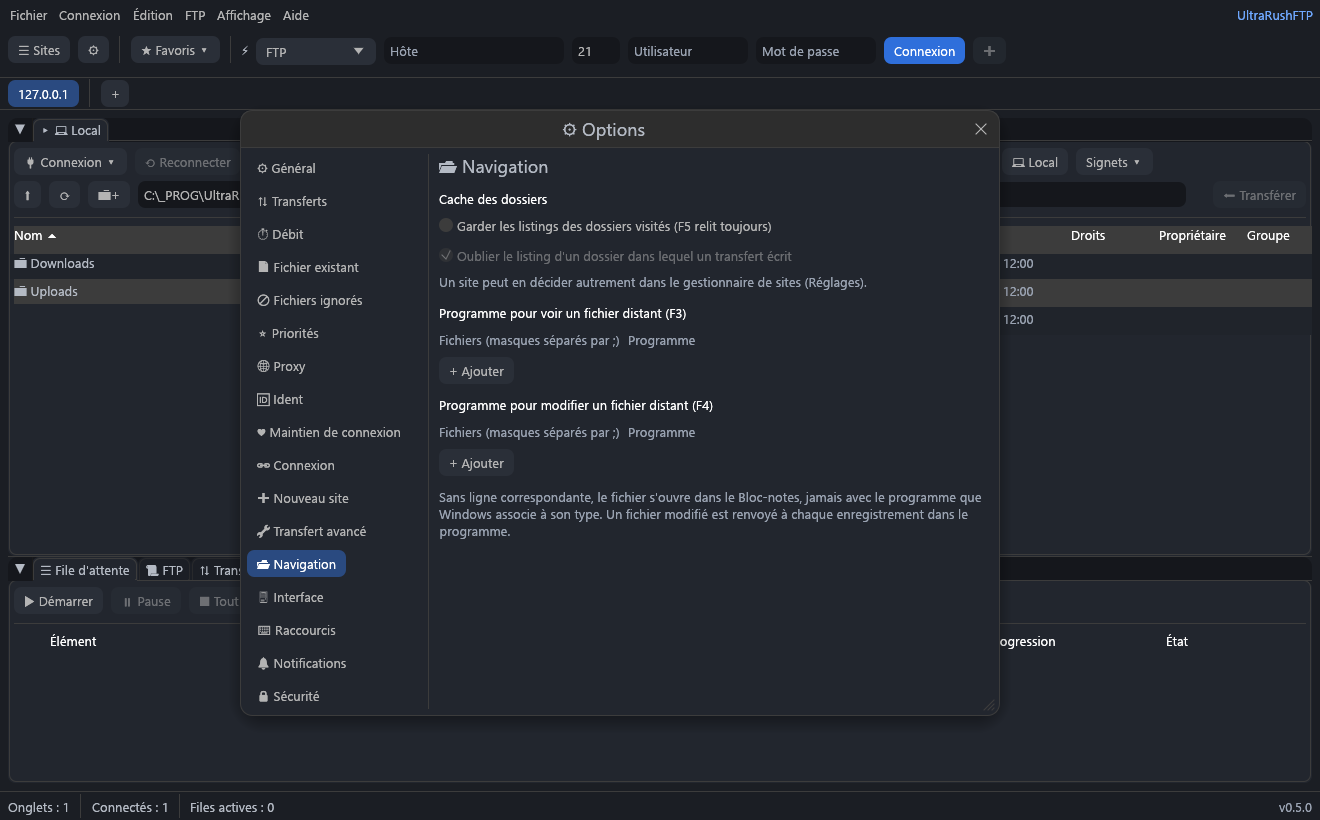 Fichier Connexion Édition FTP Affichage Aide UltraRushFTP
Sites Favoris FTP Hôte 21 Utilisateur Mot de passe Connexion +
127.0.0.1 +
Local
Options
Connexion Reconnecter
Local Signets
C:\_PROG\UltraR
Transférer
Nom
Droits Propriétaire Groupe
Downloads
12:00
Uploads
12:00
12:00
Général
Transferts
Débit
Fichier existant
Fichiers ignorés
Priorités
Proxy
Ident
Maintien de connexion
Connexion
Nouveau site
Transfert avancé
Navigation
Interface
Raccourcis
Notifications
Sécurité
Navigation
Cache des dossiers
Garder les listings des dossiers visités (F5 relit toujours)
Oublier le listing d'un dossier dans lequel un transfert écrit
Un site peut en décider autrement dans le gestionnaire de sites (Réglages).
Programme pour voir un fichier distant (F3)
Fichiers (masques séparés par ;) Programme
+ Ajouter
Programme pour modifier un fichier distant (F4)
Fichiers (masques séparés par ;) Programme
+ Ajouter
Sans ligne correspondante, le fichier s'ouvre dans le Bloc-notes, jamais avec le programme que
Windows associe à son type. Un fichier modifié est renvoyé à chaque enregistrement dans le
programme.
File d'attente FTP Trans
Démarrer Pause Tout
Élément
ogression État
Onglets : 1 Connectés : 1 Files actives : 0 v0.5.0